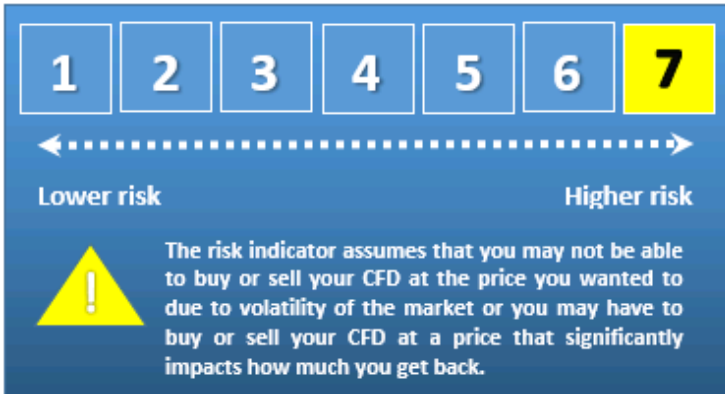 1 2 3 4 5 6 7
Lower risk Higher risk
!
The risk indicator assumes that you may not be able
to buy or sell your CFD at the price you wanted to
due to volatility of the market or you may have to
buy or sell your CFD at a price that significantly
impacts how much you get back.